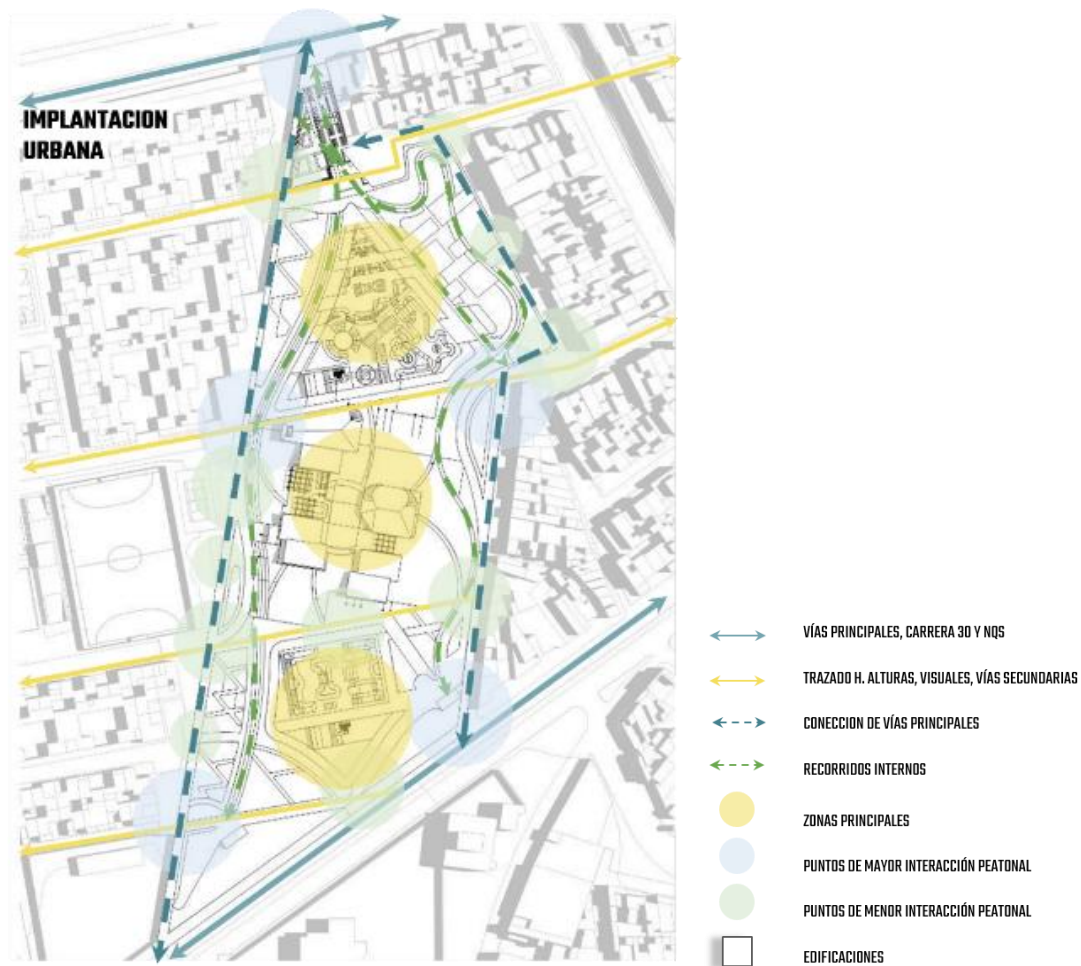 IMPLANTACION
URBANA
VÍAS PRINCIPALES, CARRERA 30 Y NQS
TRAZADO H. ALTURAS, VISUALES, VÍAS SECUNDARIAS
CONECCION DE VÍAS PRINCIPALES
RECORRIDOS INTERNOS
ZONAS PRINCIPALES
PUNTOS DE MAYOR INTERACCIÓN PEATONAL
PUNTOS DE MENOR INTERACCIÓN PEATONAL
EDIFICACIONES